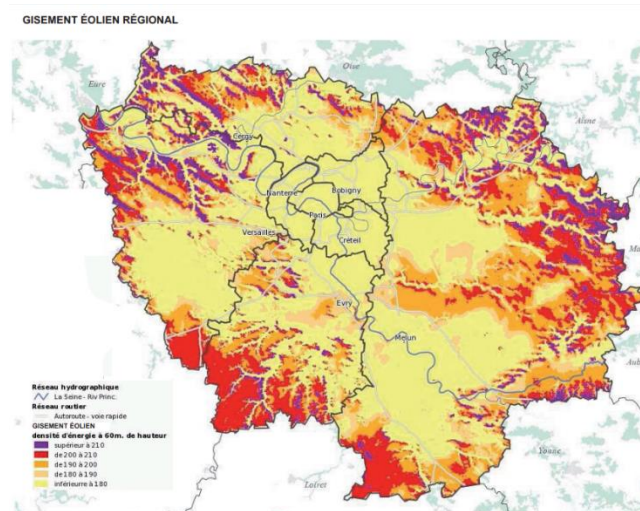 GISEMENT ÉOLIEN RÉGIONAL
Oise
Eure
Aisne
Cergy
Nanterre
Bobigny
Paris
Versailles
Créteil
Evry
Melun
Yonne
Loiret
Réseau hydrographique
La Seine - Riv Princ.
Réseau routier
Autoroute - voie rapide
GISEMENT ÉOLIEN
densité d'énergie à 60m. de hauteur
supérieur à 210
de 200 à 210
de 190 à 200
de 180 à 190
inférieurre à 180